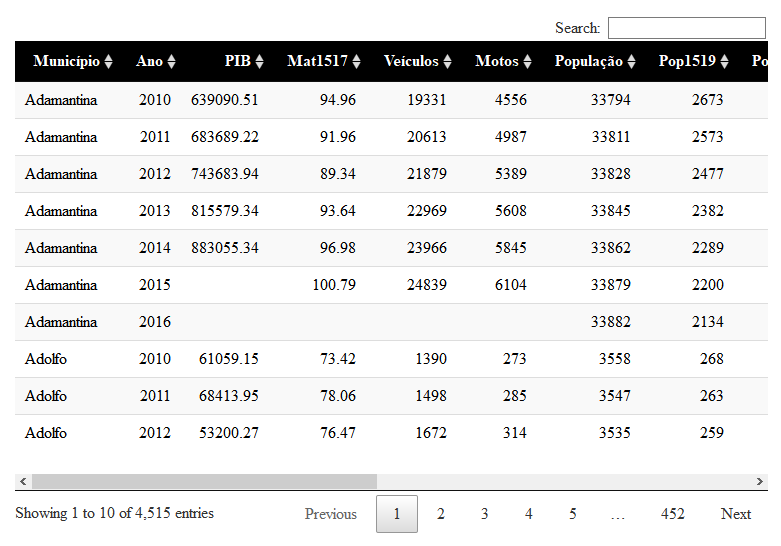 Search:
Município Ano PIB Mat1517 Veículos Motos População Pop1519 Po
Adamantina 2010 639090.51 94.96 19331 4556 33794 2673
Adamantina 2011 683689.22 91.96 20613 4987 33811 2573
Adamantina 2012 743683.94 89.34 21879 5389 33828 2477
Adamantina 2013 815579.34 93.64 22969 5608 33845 2382
Adamantina 2014 883055.34 96.98 23966 5845 33862 2289
Adamantina 2015 100.79 24839 6104 33879 2200
Adamantina 2016 33882 2134
Adolfo 2010 61059.15 73.42 1390 273 3558 268
Adolfo 2011 68413.95 78.06 1498 285 3547 263
Adolfo 2012 53200.27 76.47 1672 314 3535 259
Showing 1 to 10 of 4,515 entries Previous 1 2 3 4 5 … 452 Next